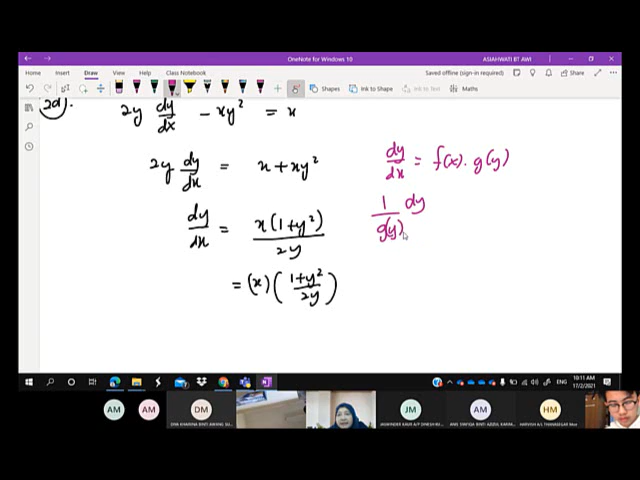 OneNote for Windows 10
ASIAHWATI BT AWI
Home Insert Draw View Help Class Notebook
Saved offline (sign-in required) Share
Shapes Ink to Shape Ink to Text Maths
2d).
2y dy/dx - xy² = x
2y dy/dx = x + xy²
dy/dx = x(1+y²)/2y
= (x) ( 1+y²/2y )
dy/dx = f(x). g(y)
1/g(y) dy
ENG
10:11 AM
17/2/2021
AM AM DM JM AM HM